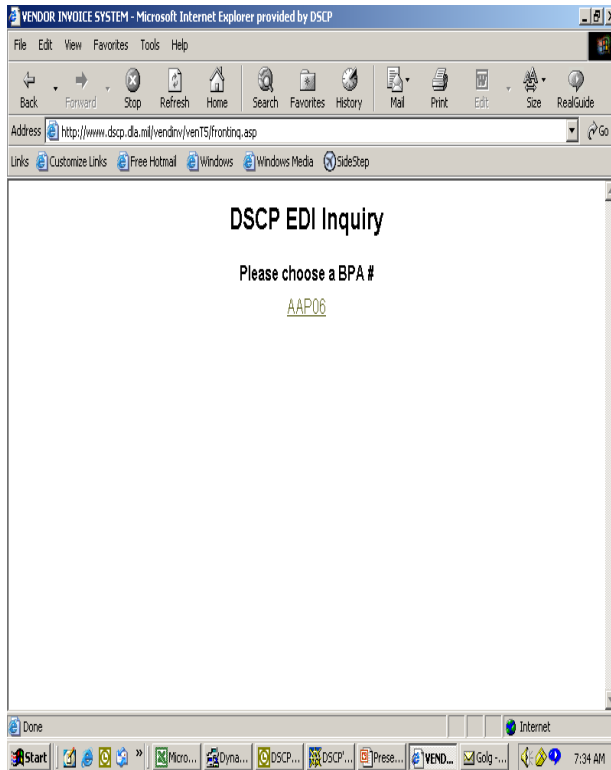 VENDOR INVOICE SYSTEM - Microsoft Internet Explorer provided by DSCP
File Edit View Favorites Tools Help
Back Forward Stop Refresh Home Search Favorites History Mail Print Edit Size RealGuide
Address http://www.dscp.dla.mil/vendinv/venT5/frontinq.asp Go
Links Customize Links Free Hotmail Windows Windows Media SideStep
DSCP EDI Inquiry
Please choose a BPA #
AAP06
Done Internet
Start » Micro... Dyna... DSCP... DSCP'... Prese... VEND... Golg -... 7:34 AM